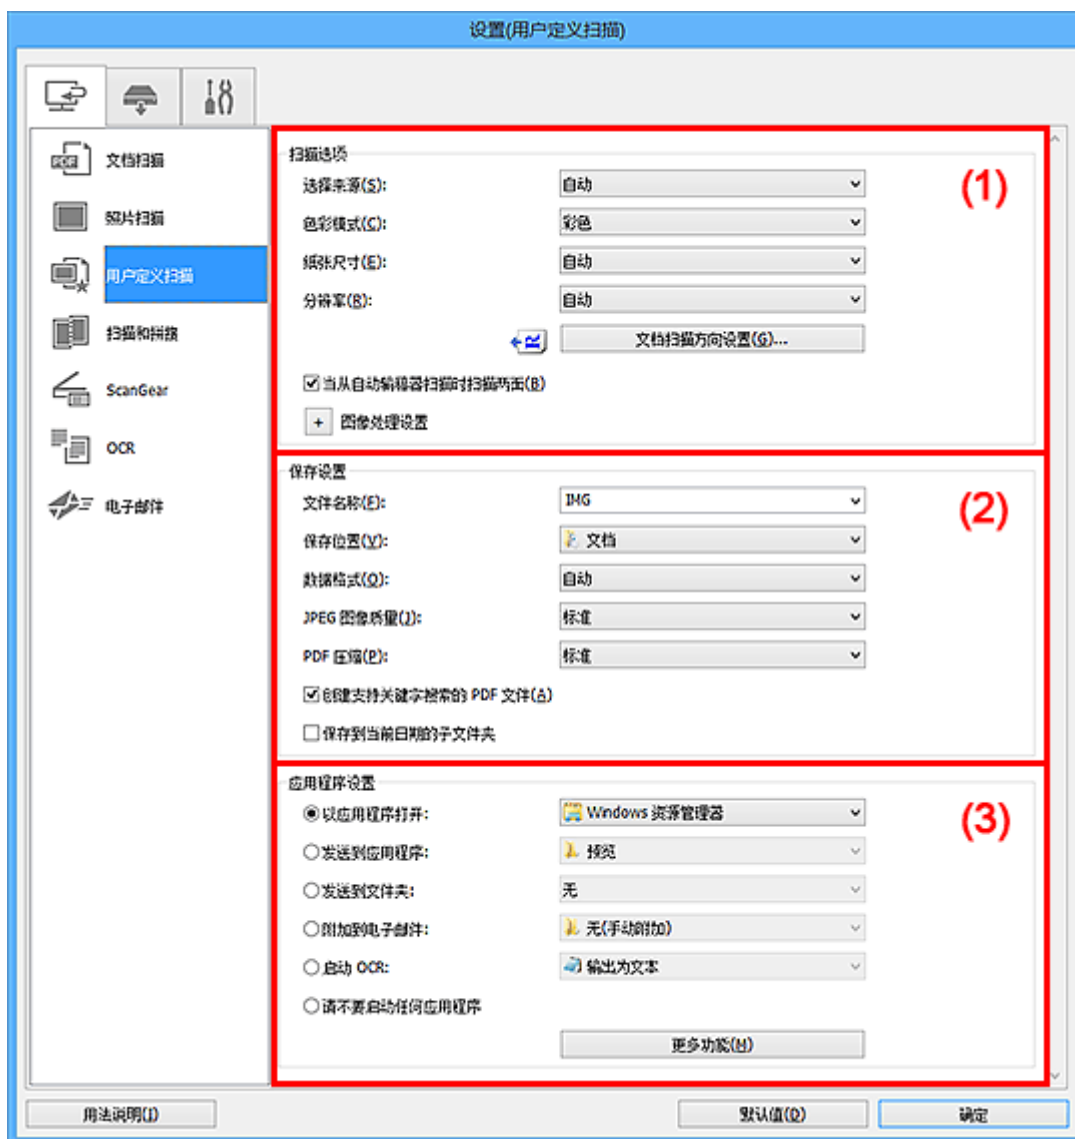 设置(用户定义扫描)
文档扫描
照片扫描
用户定义扫描
扫描和拼接
ScanGear
OCR
电子邮件
扫描选项
(1)
选择来源(S): 自动
色彩模式(C): 彩色
纸张尺寸(E): 自动
分辨率(R): 自动
文档扫描方向设置(G)...
当从自动输稿器扫描时扫描两面(B)
+ 图像处理设置
保存设置
(2)
文件名称(F): IMG
保存位置(V): 文档
数据格式(O): 自动
JPEG 图像质量(J): 标准
PDF 压缩(P): 标准
创建支持关键字搜索的 PDF 文件(A)
保存到当前日期的子文件夹
应用程序设置
(3)
以应用程序打开: Windows 资源管理器
发送到应用程序: 预览
发送到文件夹: 无
附加到电子邮件: 无(手动附加)
启动 OCR: 输出为文本
请不要启动任何应用程序
更多功能(H)
用法说明(I)
默认值(D)
确定